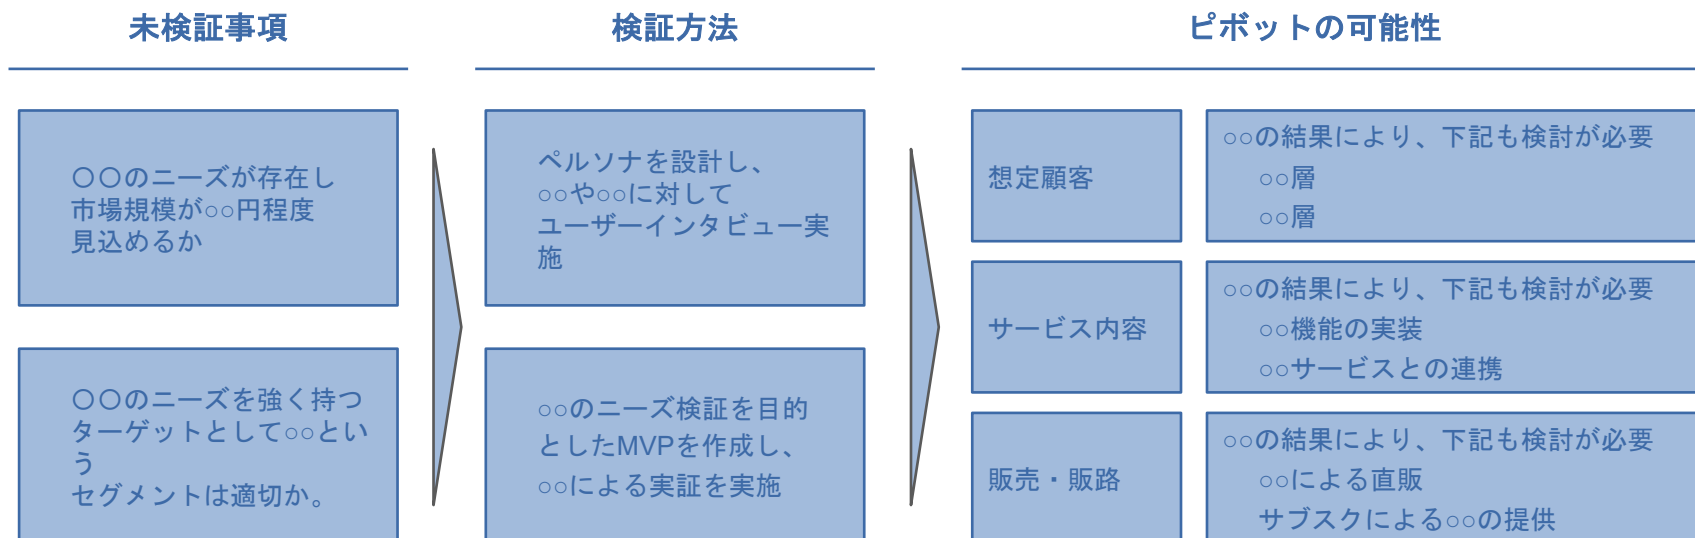 未検証事項
検証方法
ピボットの可能性
〇〇のニーズが存在し
市場規模が○○円程度
見込めるか
〇〇のニーズを強く持つ
ターゲットとして○○とい
う
セグメントは適切か。
ペルソナを設計し、
○○や○○に対して
ユーザーインタビュー実
施
○○のニーズ検証を目的
としたMVPを作成し、
○○による実証を実施
想定顧客
○○の結果により、下記も検討が必要
○○層
○○層
サービス内容
○○の結果により、下記も検討が必要
○○機能の実装
○○サービスとの連携
販売・販路
○○の結果により、下記も検討が必要
○○による直販
サブスクによる○○の提供